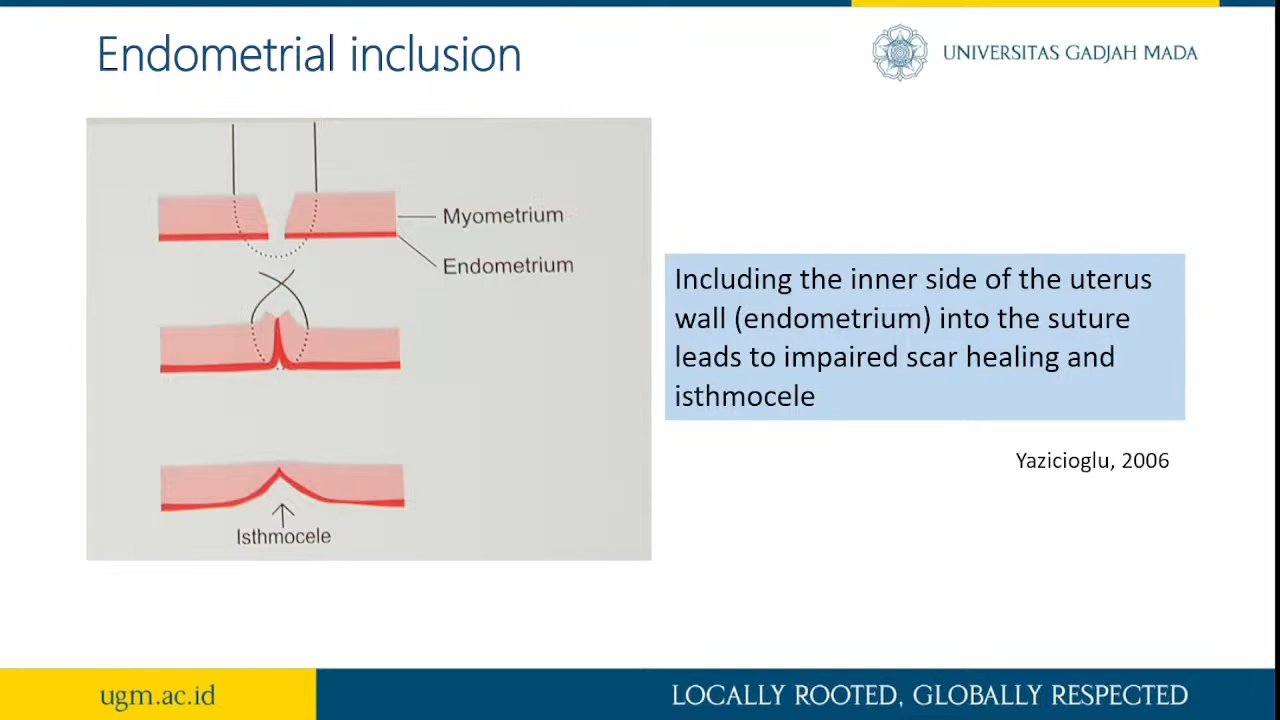 Endometrial inclusion
UNIVERSITAS GADJAH MADA
Myometrium
Endometrium
Isthmocele
Including the inner side of the uterus
wall (endometrium) into the suture
leads to impaired scar healing and
isthmocele
Yazicioglu, 2006
ugm.ac.id
LOCALLY ROOTED, GLOBALLY RESPECTED